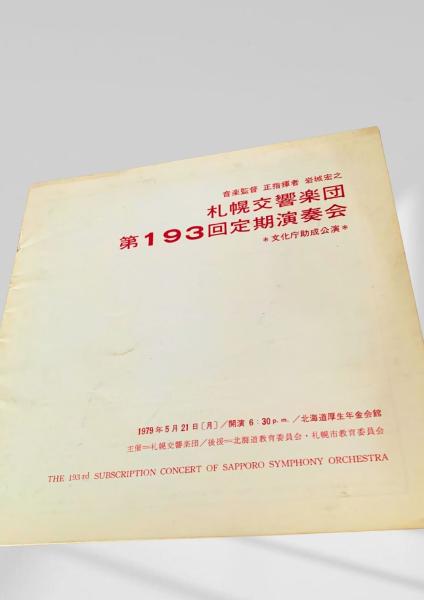 音楽監督 正指揮者 岩城宏之
札幌交響楽団
第193回定期演奏会
＊文化庁助成公演＊
1979年5月21日〔月〕／開演 6：30p.m.／北海道厚生年金会館
主催＝札幌交響楽団／後援＝北海道教育委員会・札幌市教育委員会
THE 193rd SUBSCRIPTION CONCERT OF SAPPORO SYMPHONY ORCHESTRA